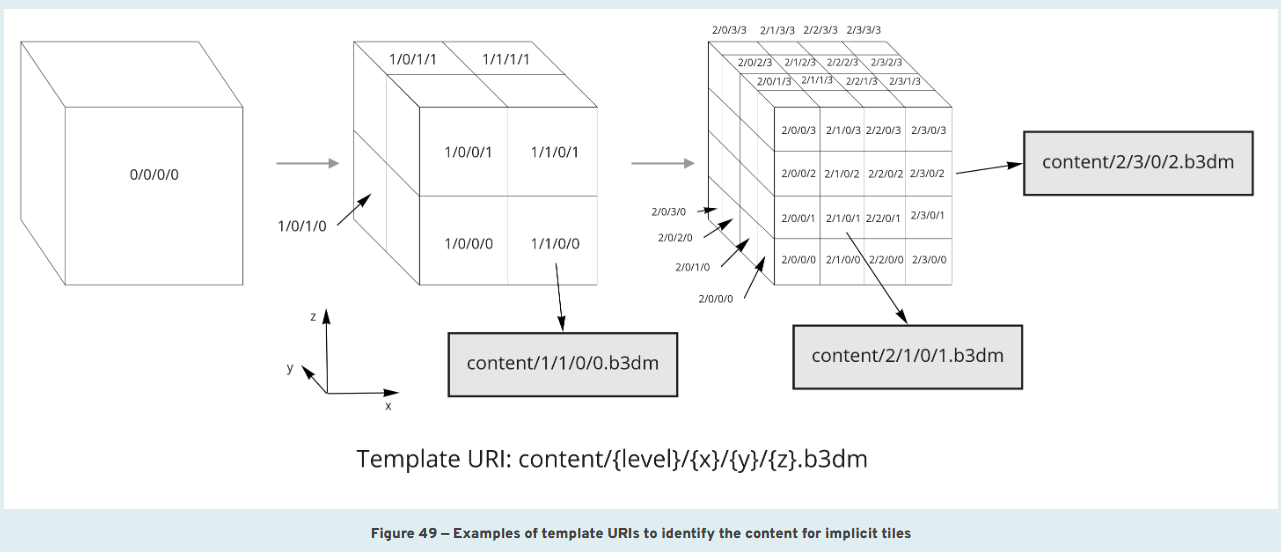 0/0/0/0
1/0/1/1 1/1/1/1
1/0/0/1 1/1/0/1
1/0/1/0
1/0/0/0 1/1/0/0
content/1/1/0/0.b3dm
2/0/3/3 2/1/3/3 2/2/3/3 2/3/3/3
2/0/2/3 2/1/2/3 2/2/2/3 2/3/2/3
2/0/1/3 2/1/1/3 2/2/1/3 2/3/1/3
2/0/0/3 2/1/0/3 2/2/0/3 2/3/0/3
2/0/0/2 2/1/0/2 2/2/0/2 2/3/0/2
2/0/0/1 2/1/0/1 2/2/0/1 2/3/0/1
2/0/0/0 2/1/0/0 2/2/0/0 2/3/0/0
2/0/3/0
2/0/2/0
2/0/1/0
2/0/0/0
content/2/3/0/2.b3dm
content/2/1/0/1.b3dm
z
y
x
Template URI: content/{level}/{x}/{y}/{z}.b3dm
Figure 49 — Examples of template URIs to identify the content for implicit tiles